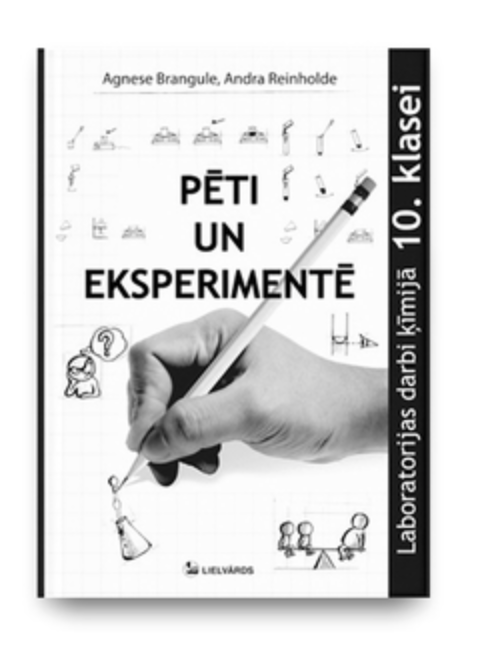 Agnese Brangule, Andra Reinholde
PĒTI
UN
EKSPERIMENTĒ
?
LIELVĀRDS
Laboratorijas darbi ķīmijā 10. klasei